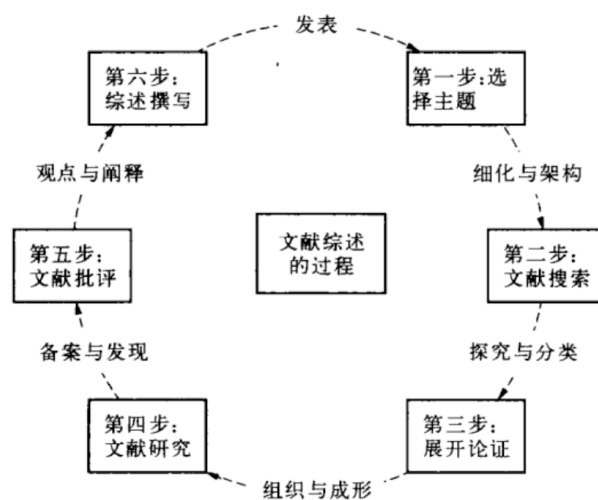 发表
第六步：
综述撰写
第一步:选
择主题
观点与阐释
细化与架构
文献综述
的过程
第五步：
文献批评
第二步：
文献搜索
备案与发现
探究与分类
第四步：
文献研究
第三步：
展开论证
组织与成形